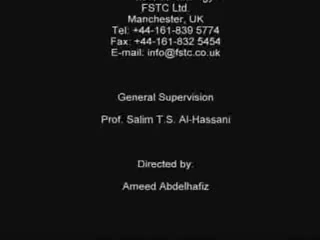 FSTC Ltd.
Manchester, UK
Tel: +44-161-839 5774
Fax: +44-161-832 5454
E-mail: info@fstc.co.uk
General Supervision
Prof. Salim T.S. Al-Hassani
Directed by:
Ameed Abdelhafiz